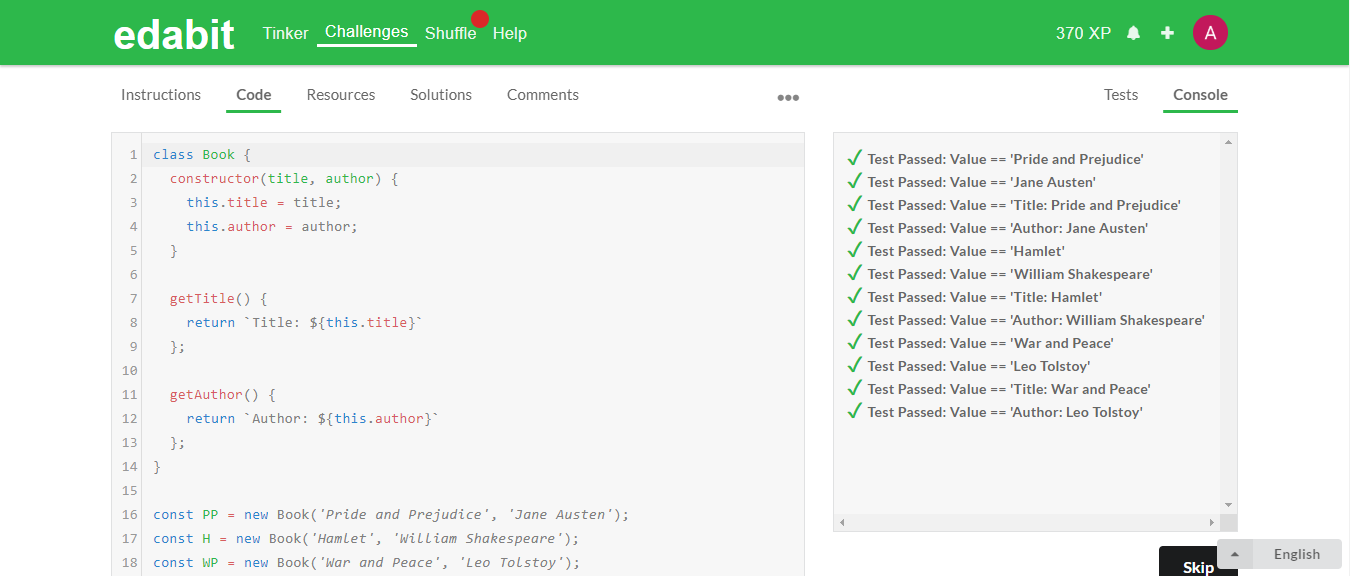 edabit Tinker Challenges Shuffle Help 370 XP A
Instructions Code Resources Solutions Comments ••• Tests Console
1 class Book {
2   constructor(title, author) {
3     this.title = title;
4     this.author = author;
5   }
6
7   getTitle() {
8     return `Title: ${this.title}`
9   };
10
11   getAuthor() {
12     return `Author: ${this.author}`
13   };
14 }
15
16 const PP = new Book('Pride and Prejudice', 'Jane Austen');
17 const H = new Book('Hamlet', 'William Shakespeare');
18 const WP = new Book('War and Peace', 'Leo Tolstoy');
✓ Test Passed: Value == 'Pride and Prejudice'
✓ Test Passed: Value == 'Jane Austen'
✓ Test Passed: Value == 'Title: Pride and Prejudice'
✓ Test Passed: Value == 'Author: Jane Austen'
✓ Test Passed: Value == 'Hamlet'
✓ Test Passed: Value == 'William Shakespeare'
✓ Test Passed: Value == 'Title: Hamlet'
✓ Test Passed: Value == 'Author: William Shakespeare'
✓ Test Passed: Value == 'War and Peace'
✓ Test Passed: Value == 'Leo Tolstoy'
✓ Test Passed: Value == 'Title: War and Peace'
✓ Test Passed: Value == 'Author: Leo Tolstoy'
Skip
English